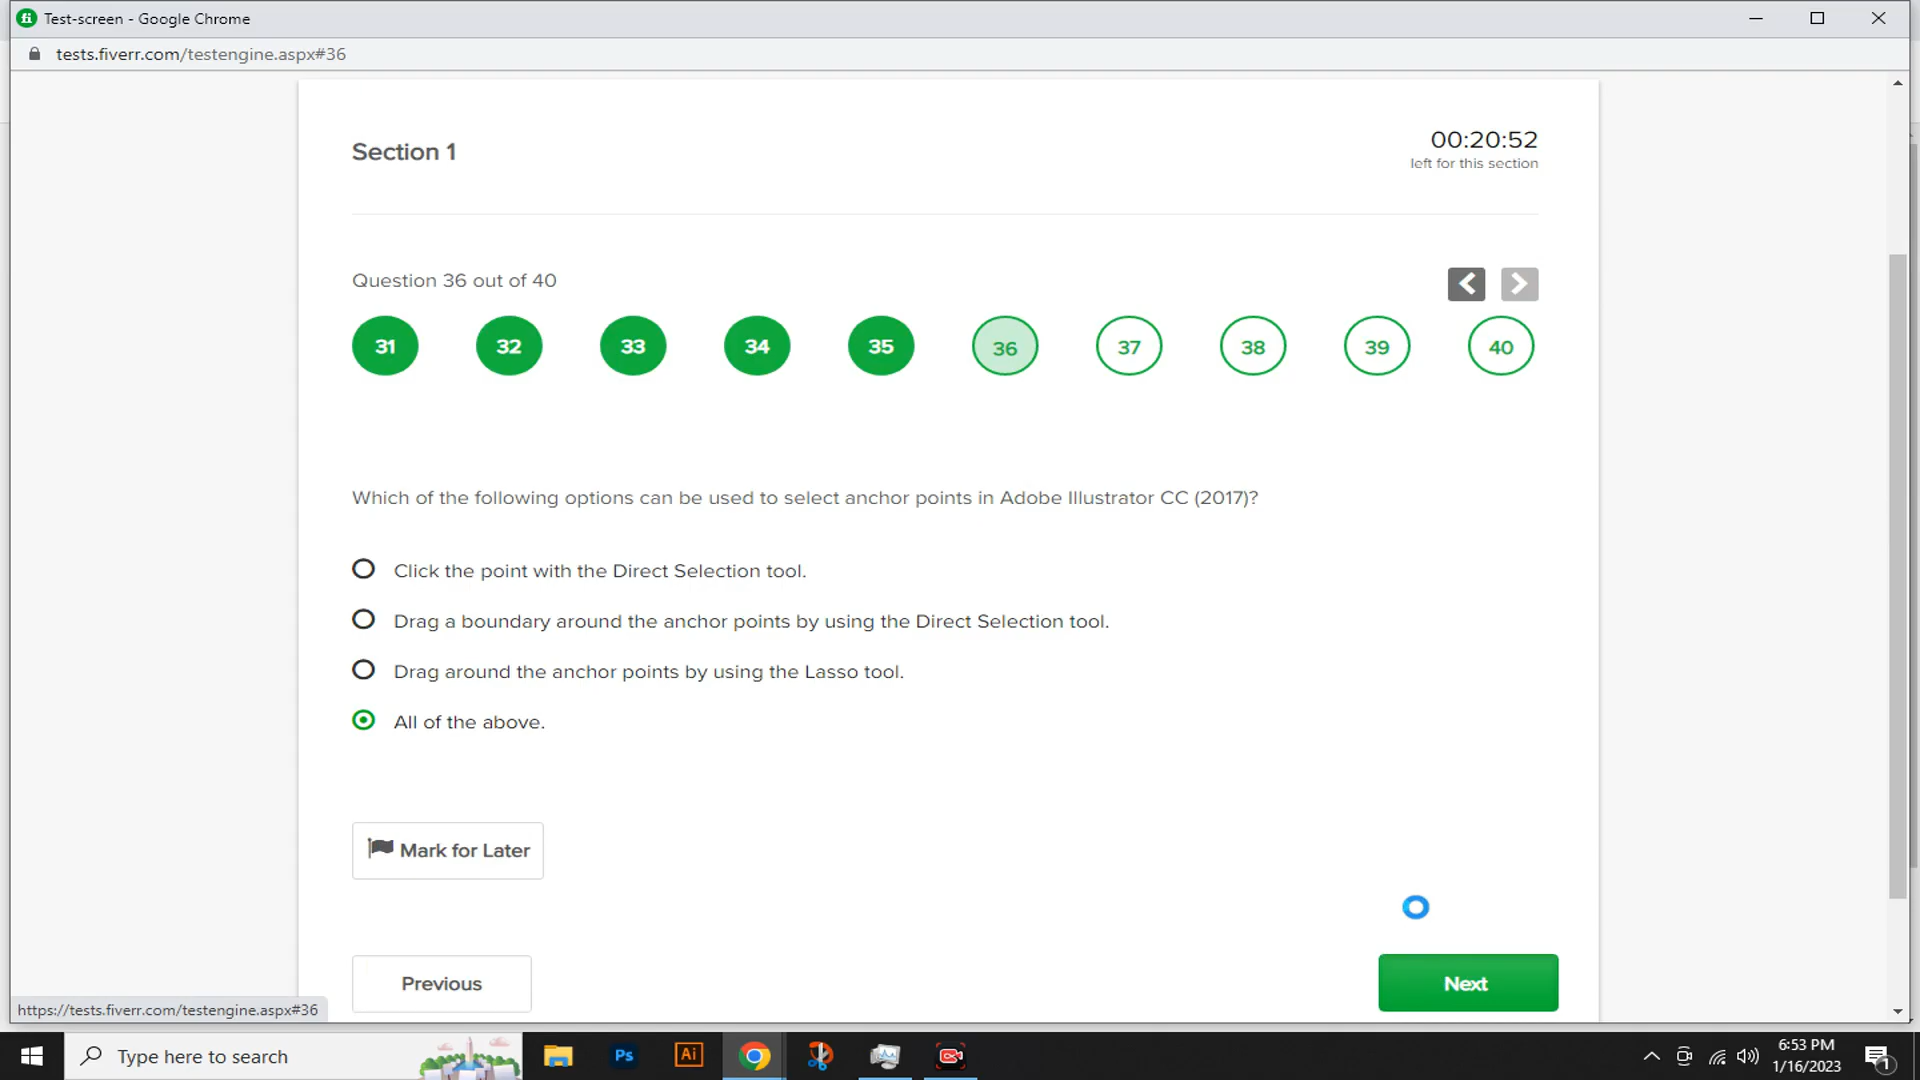 fi Test-screen - Google Chrome
tests.fiverr.com/testengine.aspx#36
Section 1
00:20:52
left for this section
Question 36 out of 40
31 32 33 34 35 36 37 38 39 40
Which of the following options can be used to select anchor points in Adobe Illustrator CC (2017)?
Click the point with the Direct Selection tool.
Drag a boundary around the anchor points by using the Direct Selection tool.
Drag around the anchor points by using the Lasso tool.
All of the above.
Mark for Later
Previous
Next
https://tests.fiverr.com/testengine.aspx#36
Type here to search
Ps
Ai
6:53 PM
1/16/2023
1